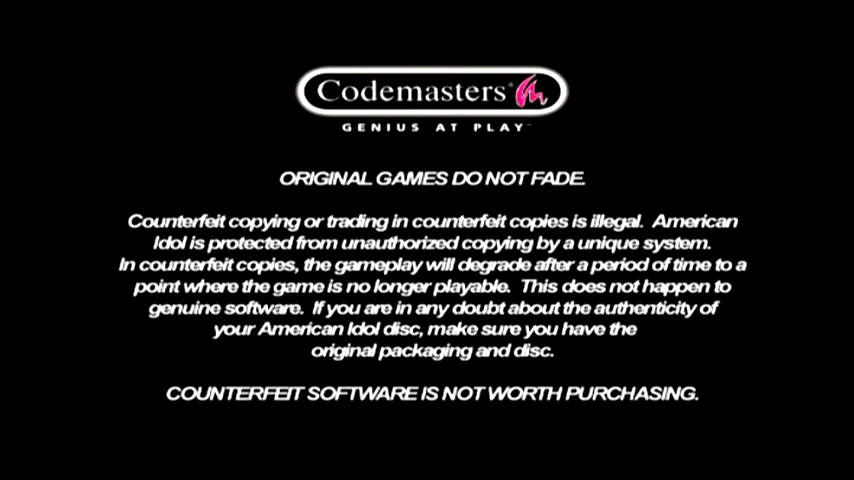 Codemasters®
GENIUS AT PLAY™
ORIGINAL GAMES DO NOT FADE.
Counterfeit copying or trading in counterfeit copies is illegal. American
Idol is protected from unauthorized copying by a unique system.
In counterfeit copies, the gameplay will degrade after a period of time to a
point where the game is no longer playable. This does not happen to
genuine software. If you are in any doubt about the authenticity of
your American Idol disc, make sure you have the
original packaging and disc.
COUNTERFEIT SOFTWARE IS NOT WORTH PURCHASING.